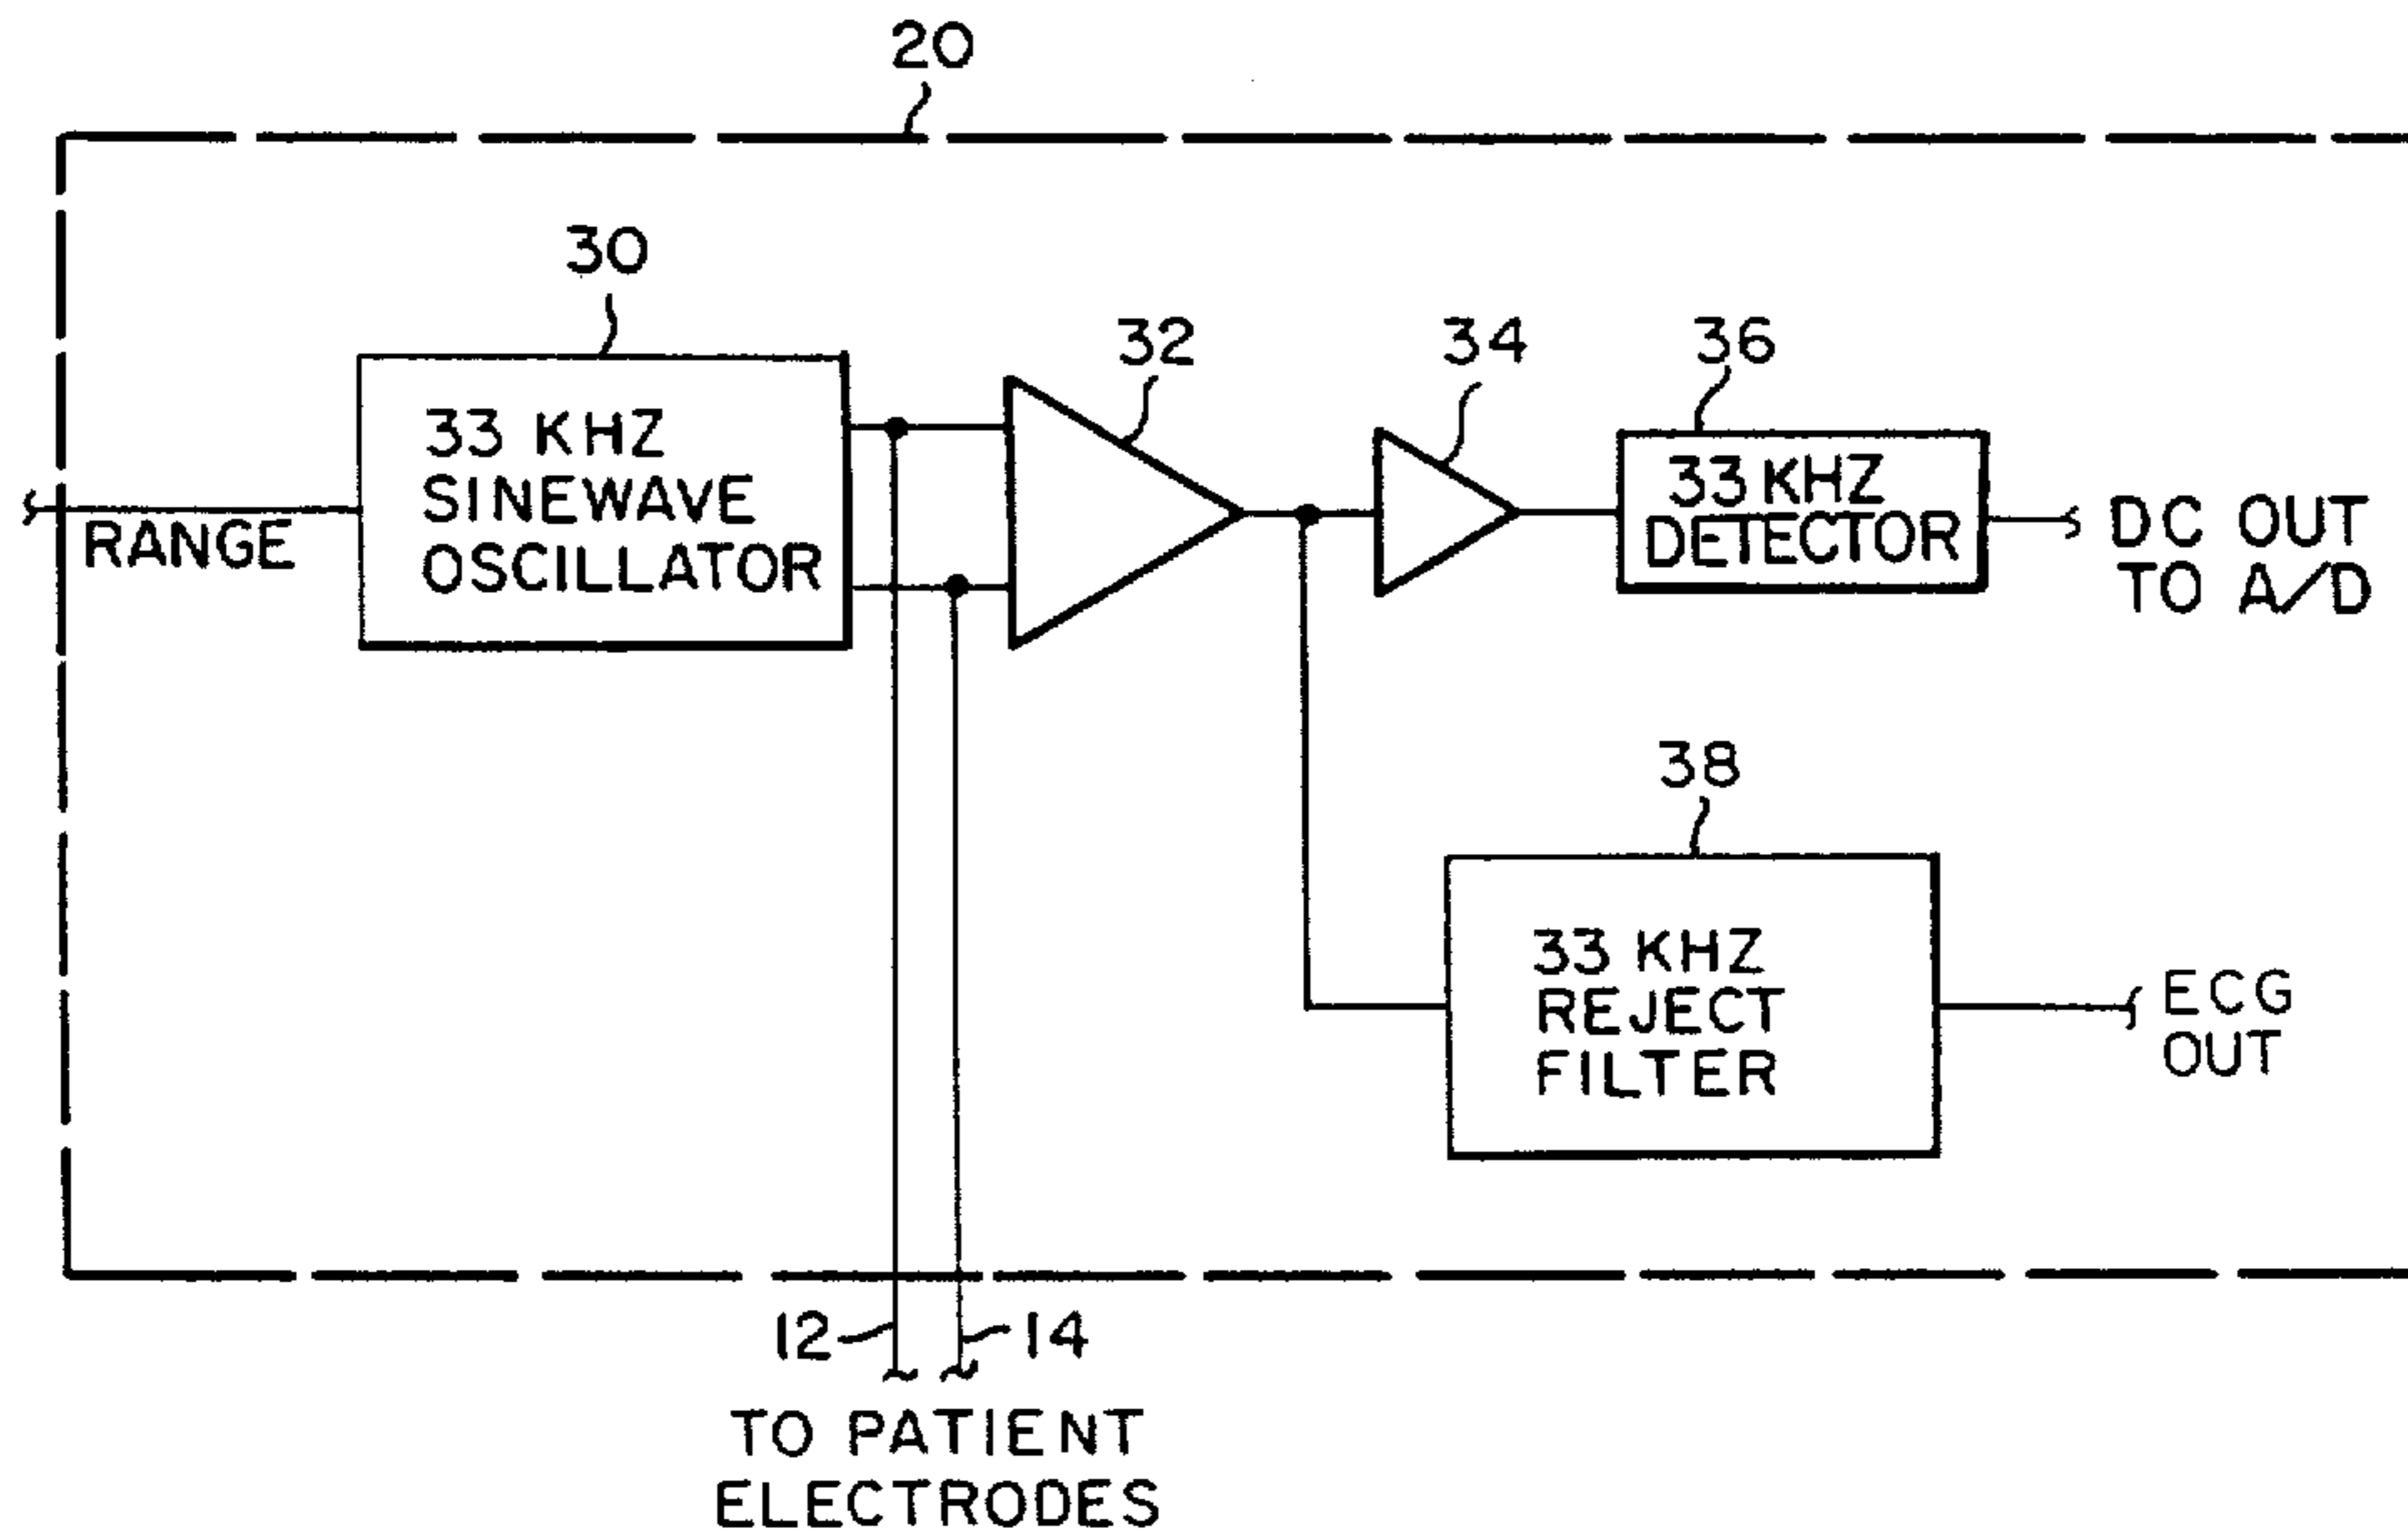 20
30
32
34
36
33 KHZ
SINEWAVE
OSCILLATOR
33 KHZ
DETECTOR
RANGE
DC OUT
TO A/D
38
33 KHZ
REJECT
FILTER
ECG
OUT
12
14
TO PATIENT
ELECTRODES